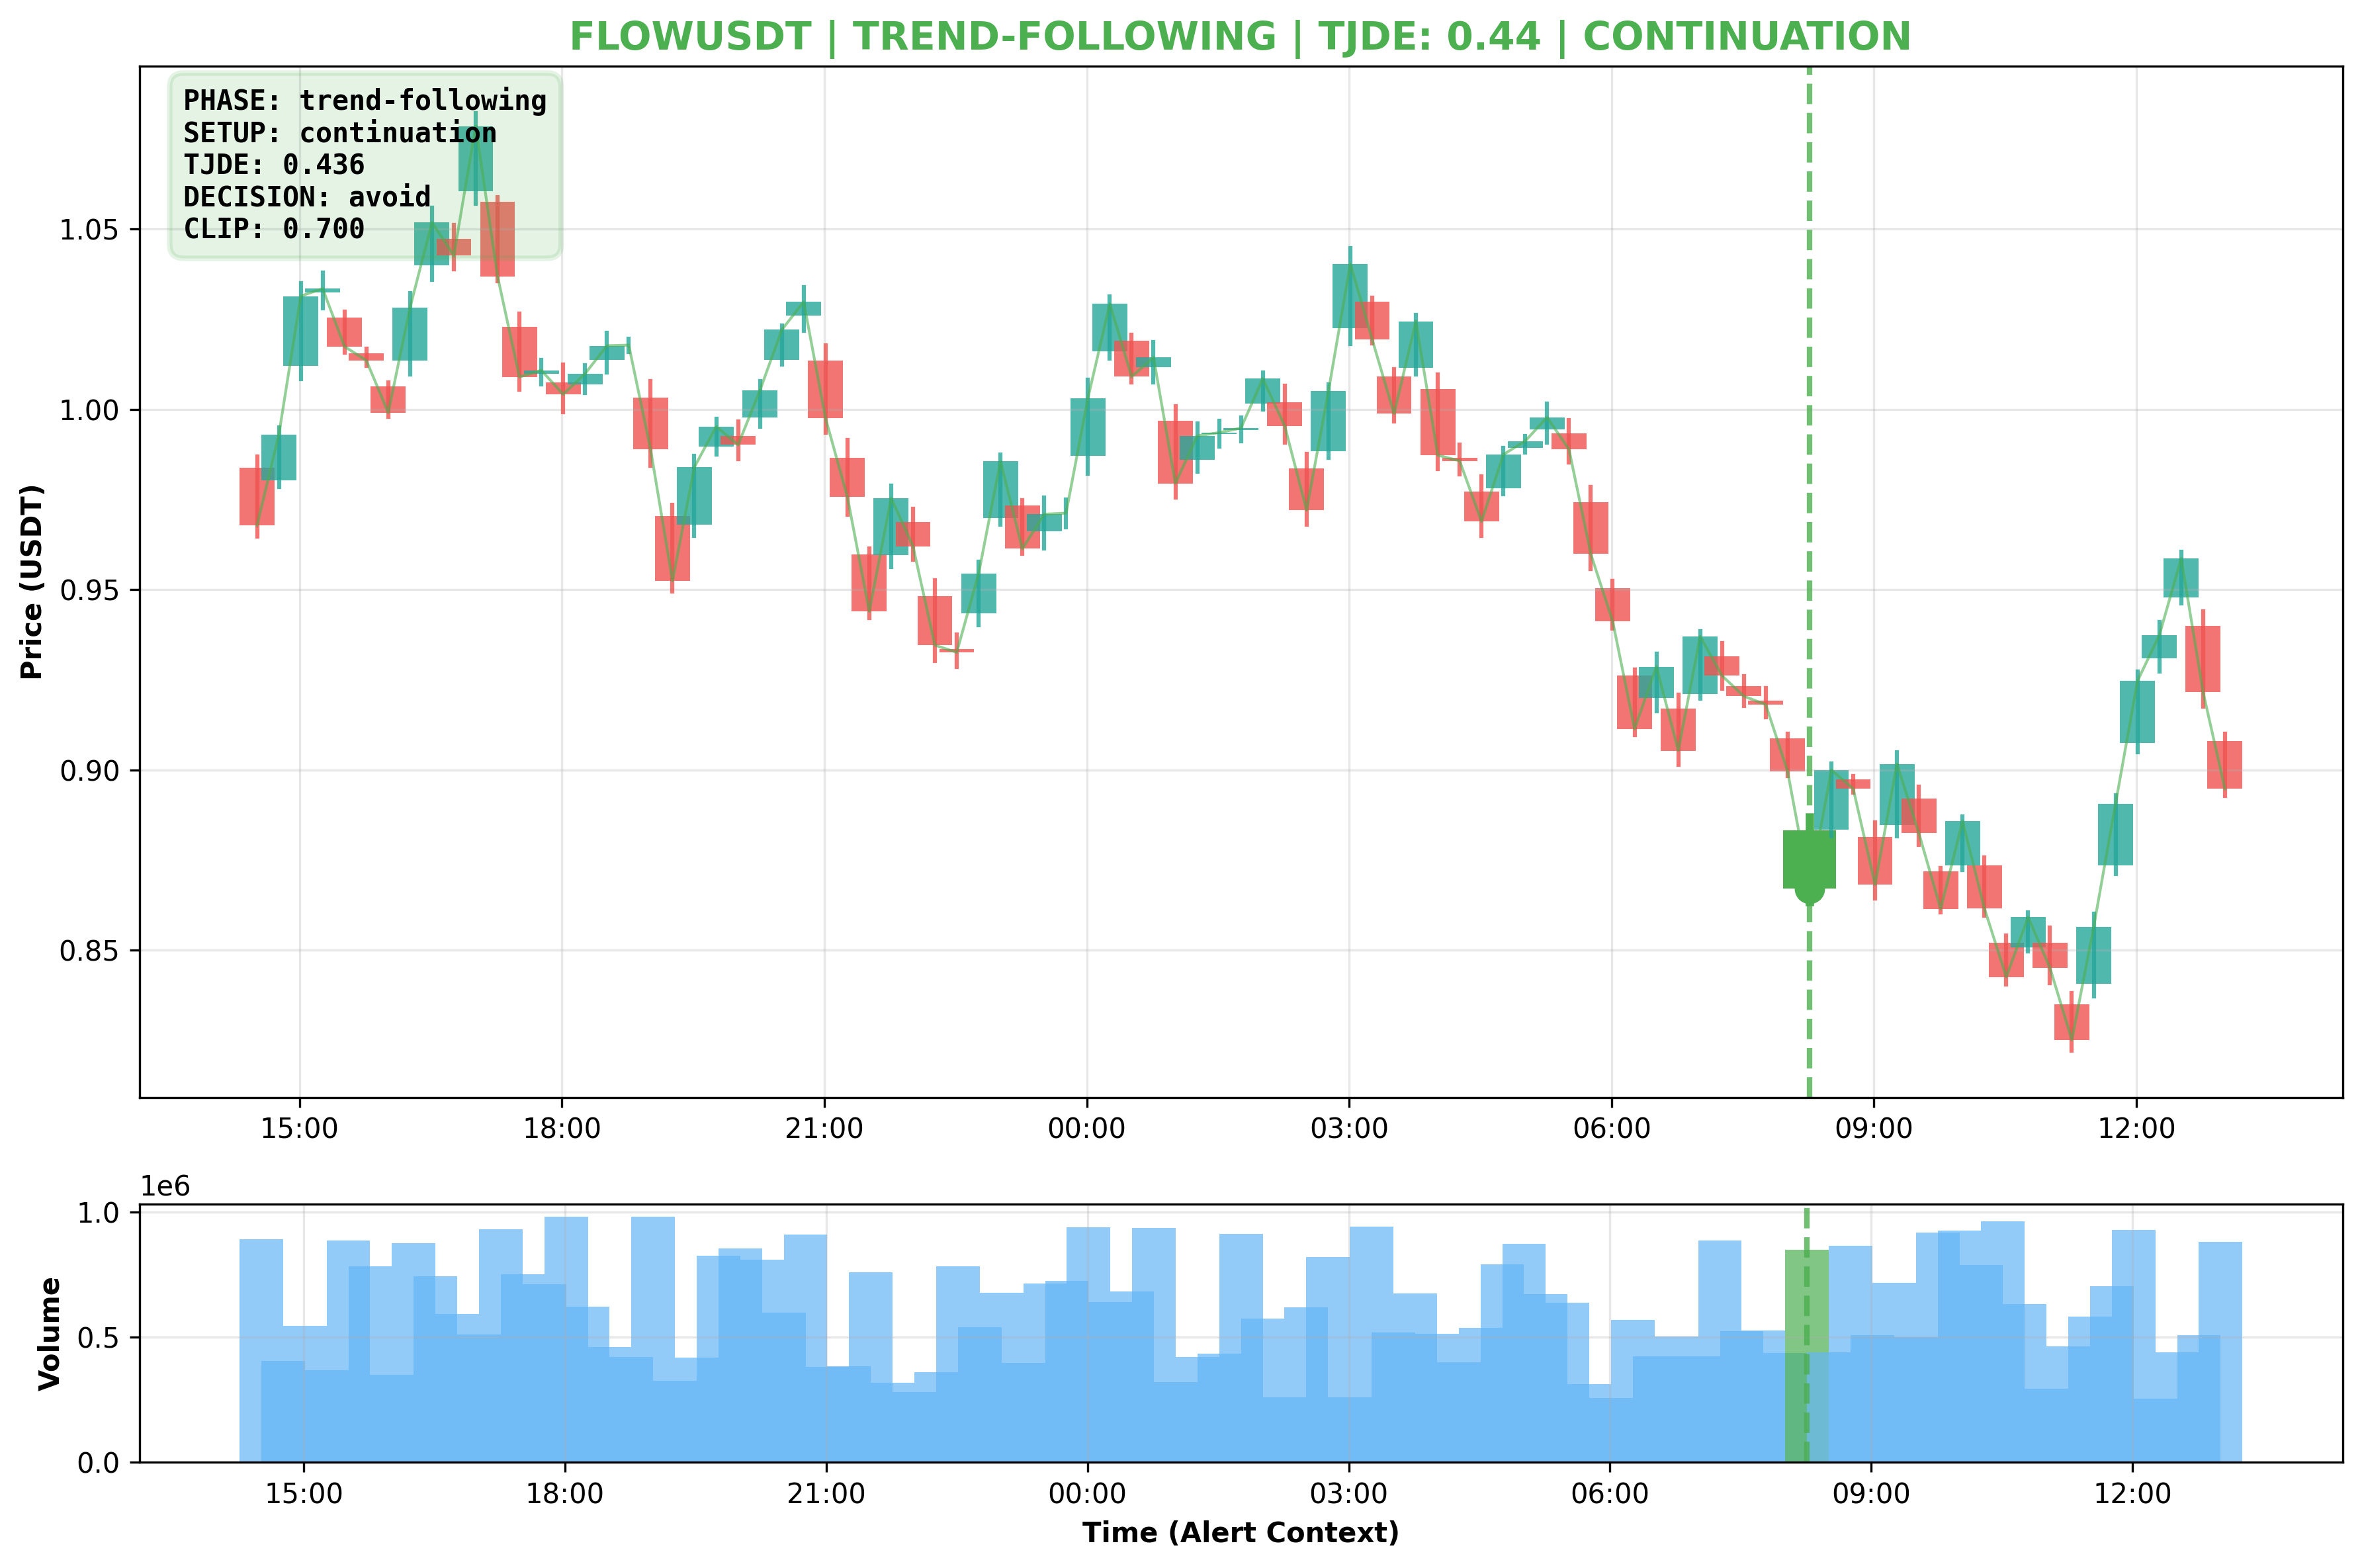 FLOWUSDT | TREND-FOLLOWING | TJDE: 0.44 | CONTINUATION
PHASE: trend-following
SETUP: continuation
TJDE: 0.436
DECISION: avoid
CLIP: 0.700
Price (USDT)
1.05
1.00
0.95
0.90
0.85
15:00 18:00 21:00 00:00 03:00 06:00 09:00 12:00
1e6
Volume
1.0
0.5
0.0
15:00 18:00 21:00 00:00 03:00 06:00 09:00 12:00
Time (Alert Context)